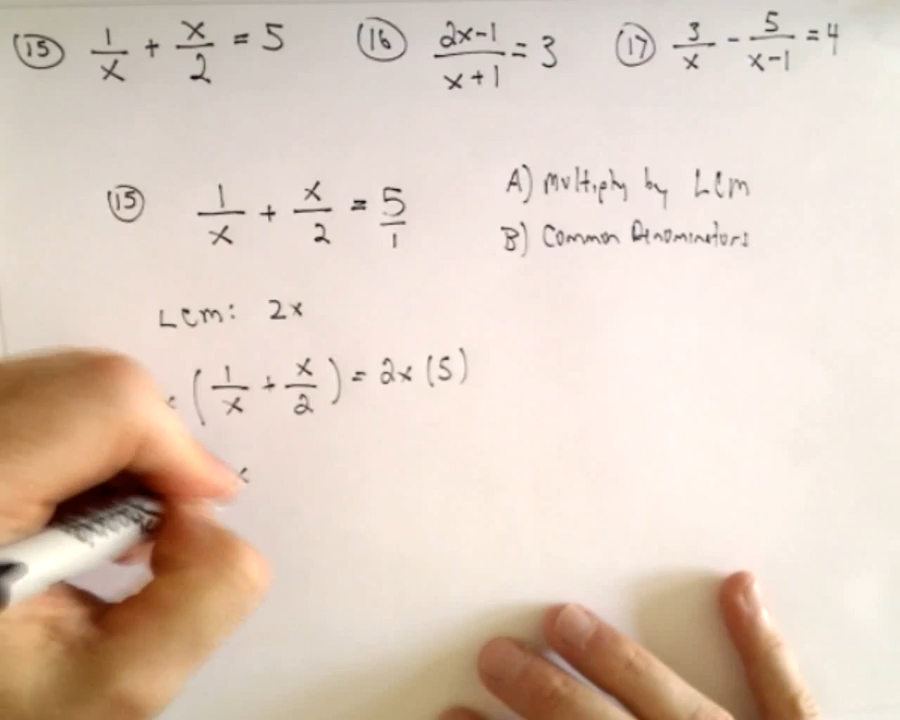 15 1/x + x/2 = 5 16 2x-1/x+1 = 3 17 3/x - 5/x-1 = 4
15 1/x + x/2 = 5/1 A) Multiply by LCM
B) Common Denominators
LCM: 2x
(1/x + x/2) = 2x (5)